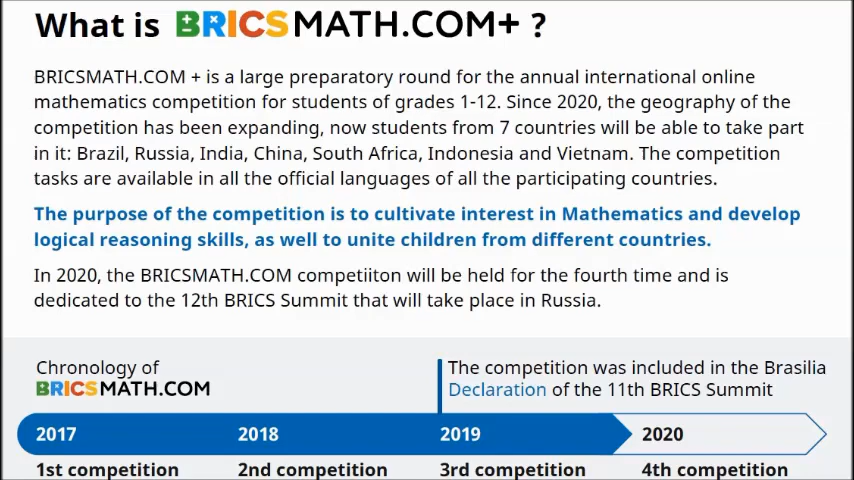 What is BRICSMATH.COM+ ?
BRICSMATH.COM + is a large preparatory round for the annual international online
mathematics competition for students of grades 1-12. Since 2020, the geography of the
competition has been expanding, now students from 7 countries will be able to take part
in it: Brazil, Russia, India, China, South Africa, Indonesia and Vietnam. The competition
tasks are available in all the official languages of all the participating countries.
The purpose of the competition is to cultivate interest in Mathematics and develop
logical reasoning skills, as well to unite children from different countries.
In 2020, the BRICSMATH.COM competiiton will be held for the fourth time and is
dedicated to the 12th BRICS Summit that will take place in Russia.
Chronology of
BRICSMATH.COM
The competition was included in the Brasilia
Declaration of the 11th BRICS Summit
2017 2018 2019 2020
1st competition 2nd competition 3rd competition 4th competition